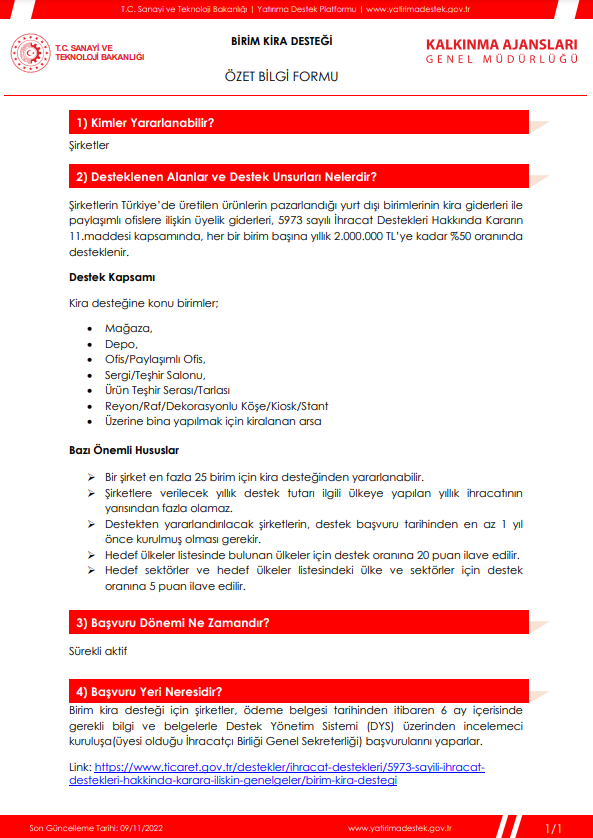 T.C. Sanayi ve Teknoloji Bakanlığı | Yatırıma Destek Platformu | www.yatirimadestek.gov.tr
T.C. SANAYİ VE
TEKNOLOJİ BAKANLIĞI
BİRİM KİRA DESTEĞİ
ÖZET BİLGİ FORMU
KALKINMA AJANSLARI
GENEL MÜDÜRLÜĞÜ
1) Kimler Yararlanabilir?
Şirketler
2) Desteklenen Alanlar ve Destek Unsurları Nelerdir?
Şirketlerin Türkiye’de üretilen ürünlerin pazarlandığı yurt dışı birimlerinin kira giderleri ile
paylaşımlı ofislere ilişkin üyelik giderleri, 5973 sayılı İhracat Destekleri Hakkında Kararın
11.maddesi kapsamında, her bir birim başına yıllık 2.000.000 TL’ye kadar %50 oranında
desteklenir.
Destek Kapsamı
Kira desteğine konu birimler;
• Mağaza,
• Depo,
• Ofis/Paylaşımlı Ofis,
• Sergi/Teşhir Salonu,
• Ürün Teşhir Serası/Tarlası
• Reyon/Raf/Dekorasyonlu Köşe/Kiosk/Stant
• Üzerine bina yapılmak için kiralanan arsa
Bazı Önemli Hususlar
➢ Bir şirket en fazla 25 birim için kira desteğinden yararlanabilir.
➢ Şirketlere verilecek yıllık destek tutarı ilgili ülkeye yapılan yıllık ihracatının
yarısından fazla olamaz.
➢ Destekten yararlandırılacak şirketlerin, destek başvuru tarihinden en az 1 yıl
önce kurulmuş olması gerekir.
➢ Hedef ülkeler listesinde bulunan ülkeler için destek oranına 20 puan ilave edilir.
➢ Hedef sektörler ve hedef ülkeler listesindeki ülke ve sektörler için destek
oranına 5 puan ilave edilir.
3) Başvuru Dönemi Ne Zamandır?
Sürekli aktif
4) Başvuru Yeri Neresidir?
Birim kira desteği için şirketler, ödeme belgesi tarihinden itibaren 6 ay içerisinde
gerekli bilgi ve belgelerle Destek Yönetim Sistemi (DYS) üzerinden incelemeci
kuruluşa(üyesi olduğu İhracatçı Birliği Genel Sekreterliği) başvurularını yaparlar.
Link: https://www.ticaret.gov.tr/destekler/ihracat-destekleri/5973-sayili-ihracat-
destekleri-hakkinda-karara-iliskin-genelgeler/birim-kira-destegi
Son Güncelleme Tarihi: 09/11/2022
www.yatirimadestek.gov.tr
1/1